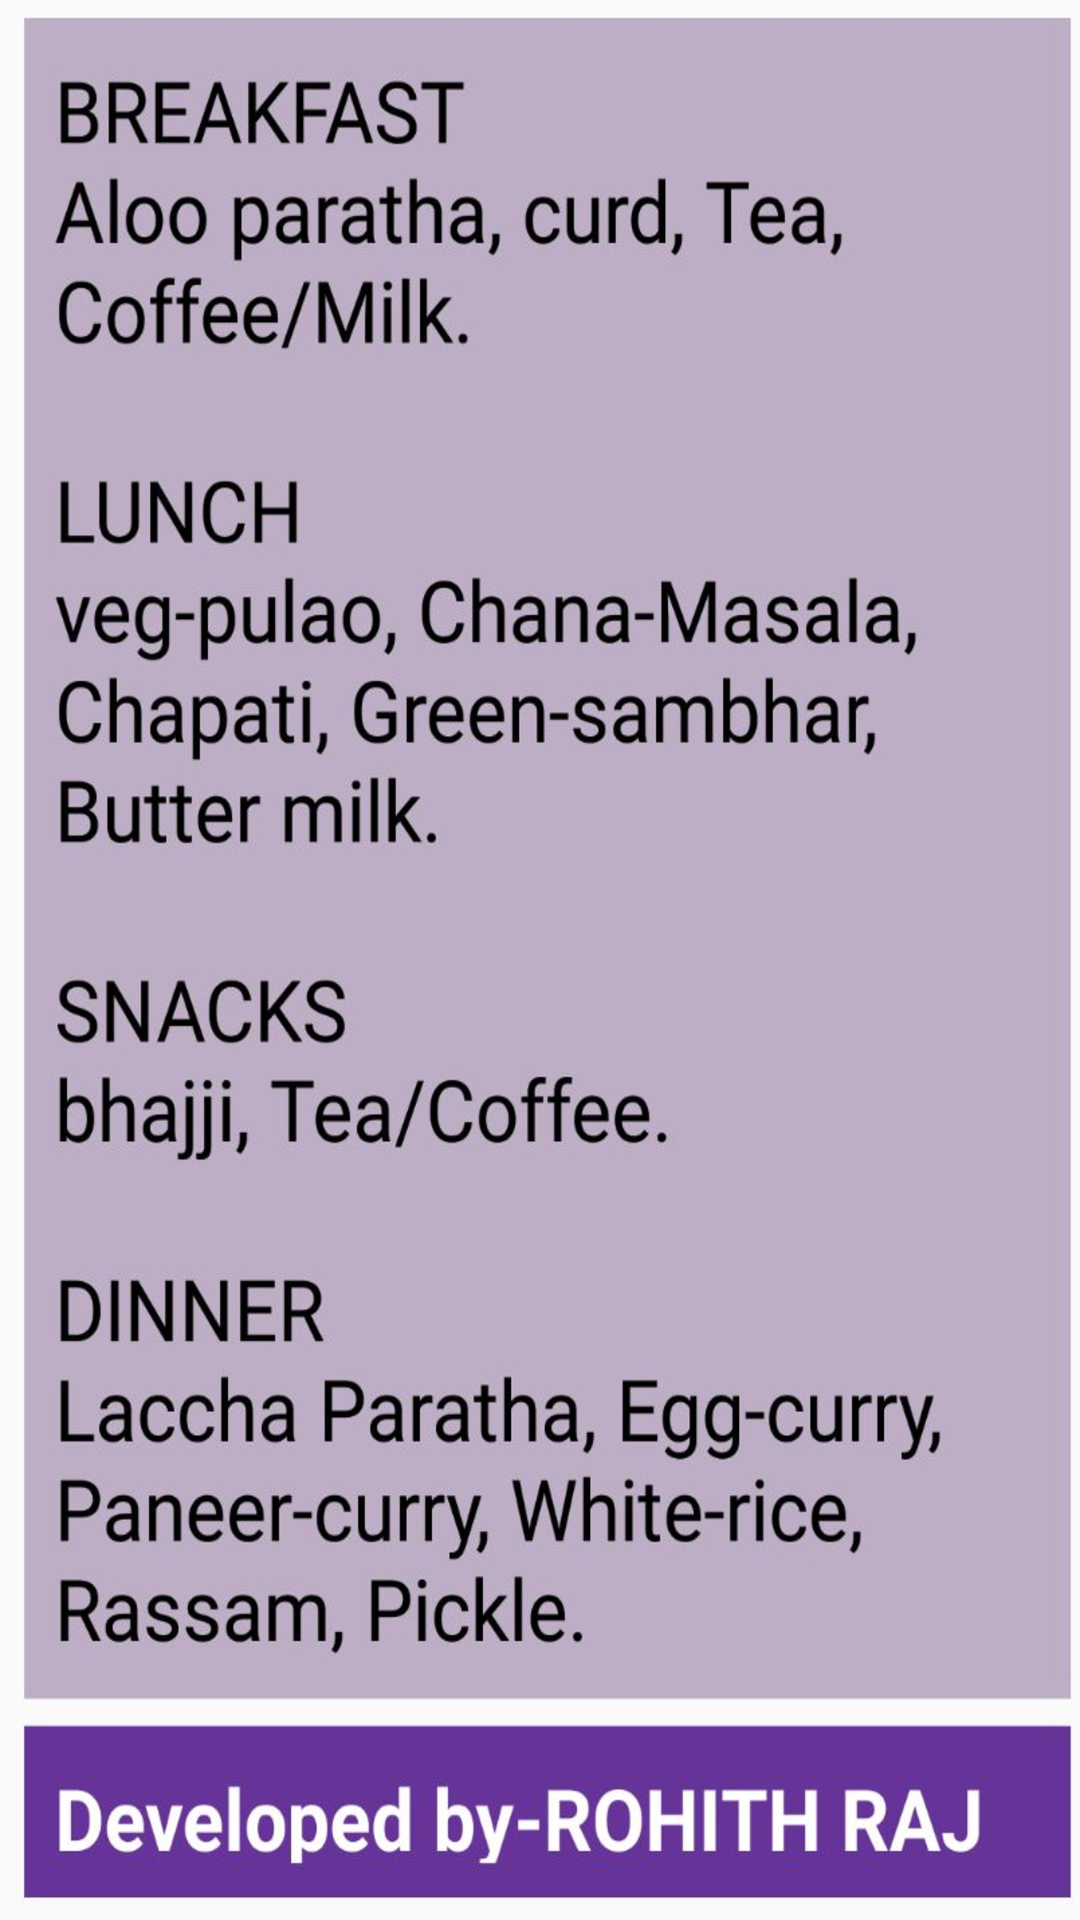 BREAKFAST
Aloo paratha, curd, Tea,
Coffee/Milk.
LUNCH
veg-pulao, Chana-Masala,
Chapati, Green-sambhar,
Butter milk.
SNACKS
bhajji, Tea/Coffee.
DINNER
Laccha Paratha, Egg-curry,
Paneer-curry, White-rice,
Rassam, Pickle.
Developed by-ROHITH RAJ